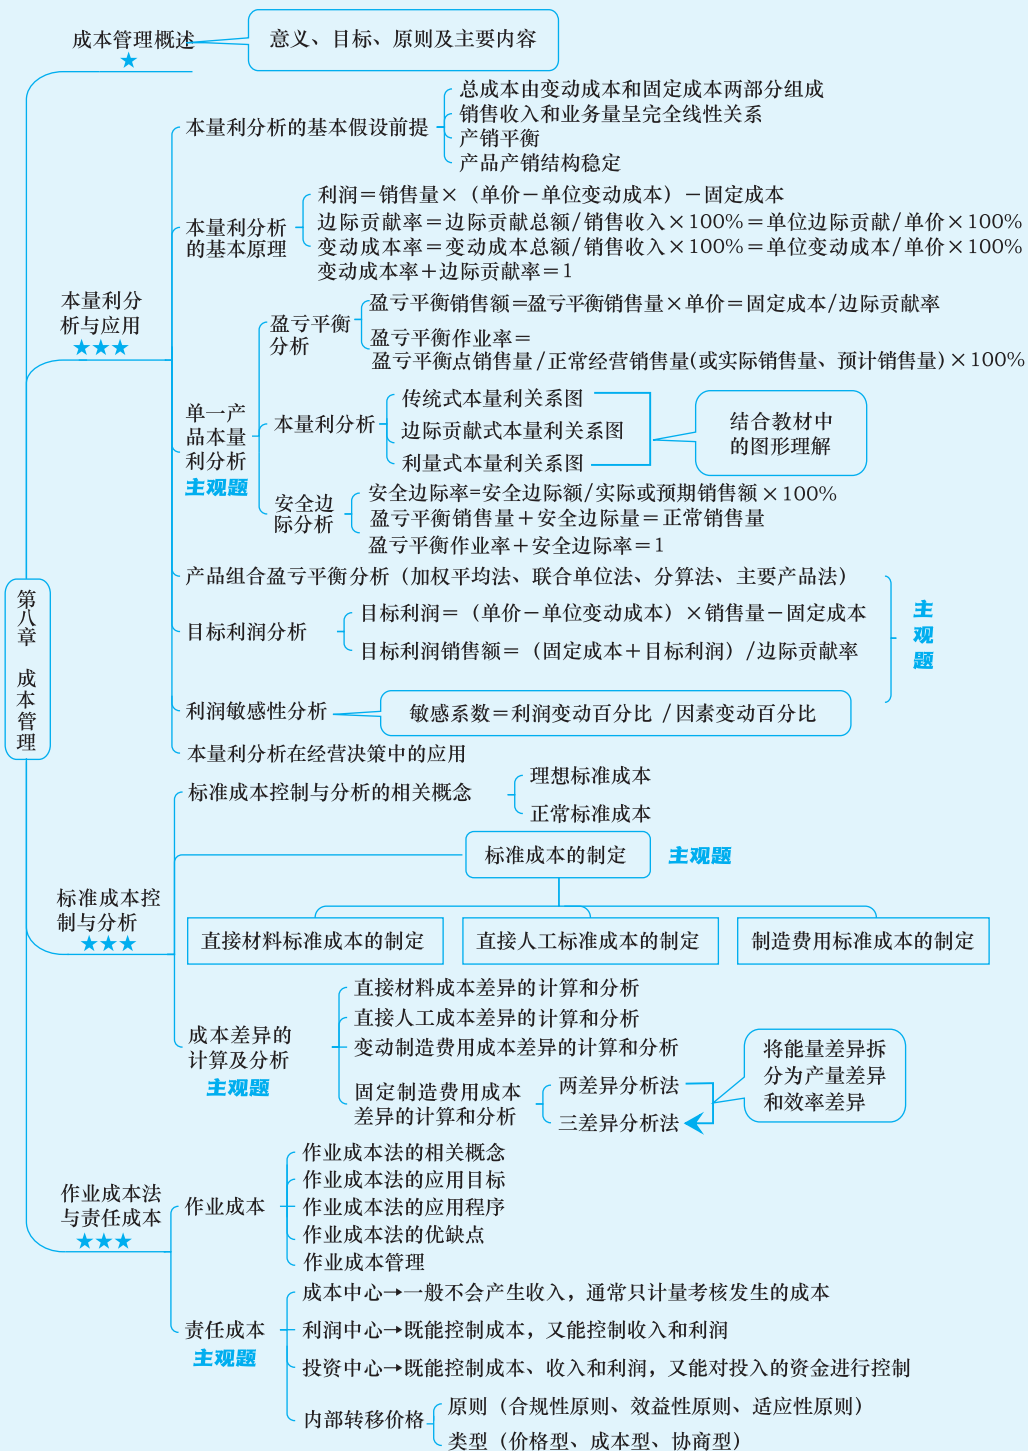 成本管理概述
★
意义、目标、原则及主要内容
总成本由变动成本和固定成本两部分组成
销售收入和业务量呈完全线性关系
本量利分析的基本假设前提
产销平衡
产品产销结构稳定
利润=销售量×（单价-单位变动成本）-固定成本
本量利分析
的基本原理
边际贡献率=边际贡献总额/销售收入×100%=单位边际贡献/单价×100%
变动成本率=变动成本总额/销售收入×100%=单位变动成本/单价×100%
变动成本率+边际贡献率=1
本量利分
析与应用
★★★
盈亏平衡
分析
盈亏平衡销售额=盈亏平衡销售量×单价=固定成本/边际贡献率
盈亏平衡作业率=
盈亏平衡点销售量/正常经营销售量(或实际销售量、预计销售量)×100%
单一产
品本量
利分析
主观题
本量利分析
传统式本量利关系图
边际贡献式本量利关系图
利量式本量利关系图
结合教材中
的图形理解
安全边
际分析
安全边际率=安全边际额/实际或预期销售额×100%
盈亏平衡销售量+安全边际量=正常销售量
盈亏平衡作业率+安全边际率=1
产品组合盈亏平衡分析（加权平均法、联合单位法、分算法、主要产品法）
目标利润分析
目标利润=（单价-单位变动成本）×销售量-固定成本
目标利润销售额=（固定成本+目标利润）/边际贡献率
主
观
题
利润敏感性分析
敏感系数=利润变动百分比 /因素变动百分比
本量利分析在经营决策中的应用
第八章 成本管理
标准成本控制与分析的相关概念
理想标准成本
正常标准成本
标准成本的制定
主观题
标准成本控
制与分析
★★★
直接材料标准成本的制定
直接人工标准成本的制定
制造费用标准成本的制定
成本差异的
计算及分析
主观题
直接材料成本差异的计算和分析
直接人工成本差异的计算和分析
变动制造费用成本差异的计算和分析
固定制造费用成本
差异的计算和分析
两差异分析法
三差异分析法
将能量差异拆
分为产量差异
和效率差异
作业成本法
与责任成本
★★★
作业成本
作业成本法的相关概念
作业成本法的应用目标
作业成本法的应用程序
作业成本法的优缺点
作业成本管理
责任成本
主观题
成本中心→一般不会产生收入，通常只计量考核发生的成本
利润中心→既能控制成本，又能控制收入和利润
投资中心→既能控制成本、收入和利润，又能对投入的资金进行控制
内部转移价格
原则（合规性原则、效益性原则、适应性原则）
类型（价格型、成本型、协商型）